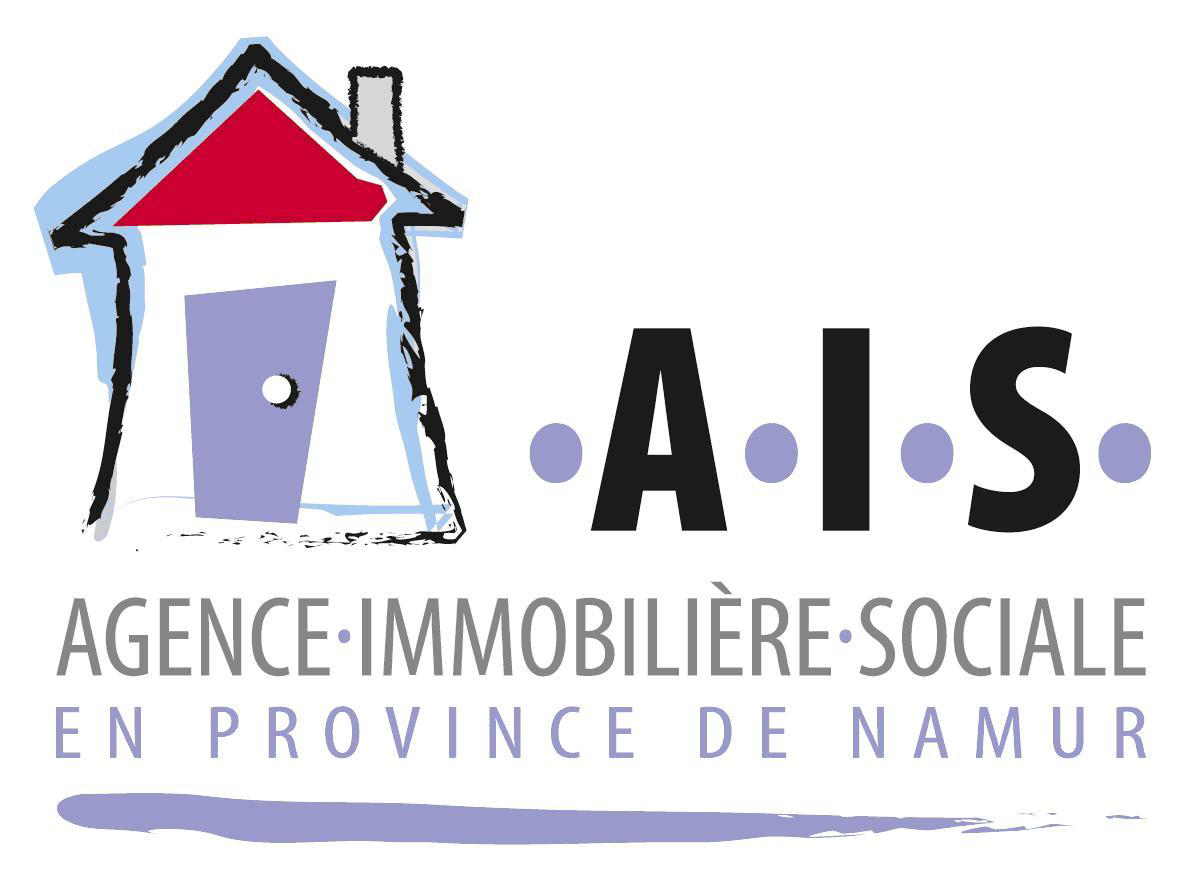 ·A·I·S·
AGENCE·IMMOBILIÈRE·SOCIALE
EN PROVINCE DE NAMUR